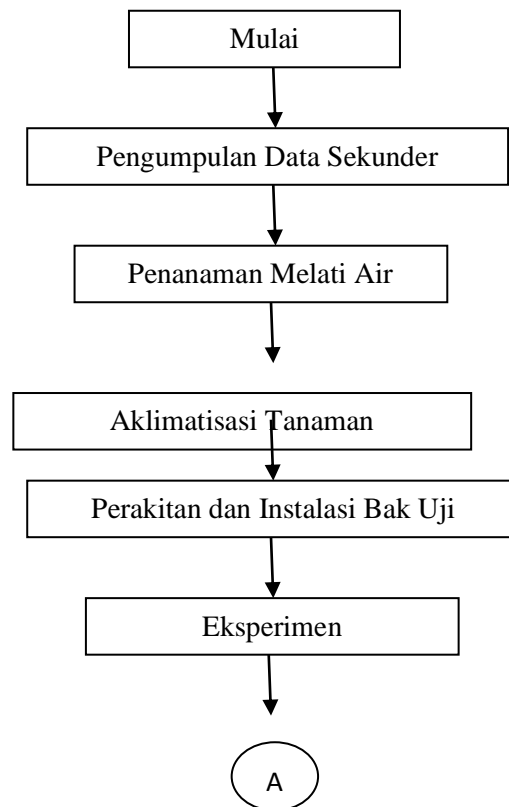 Mulai
Pengumpulan Data Sekunder
Penanaman Melati Air
Aklimatisasi Tanaman
Perakitan dan Instalasi Bak Uji
Eksperimen
A